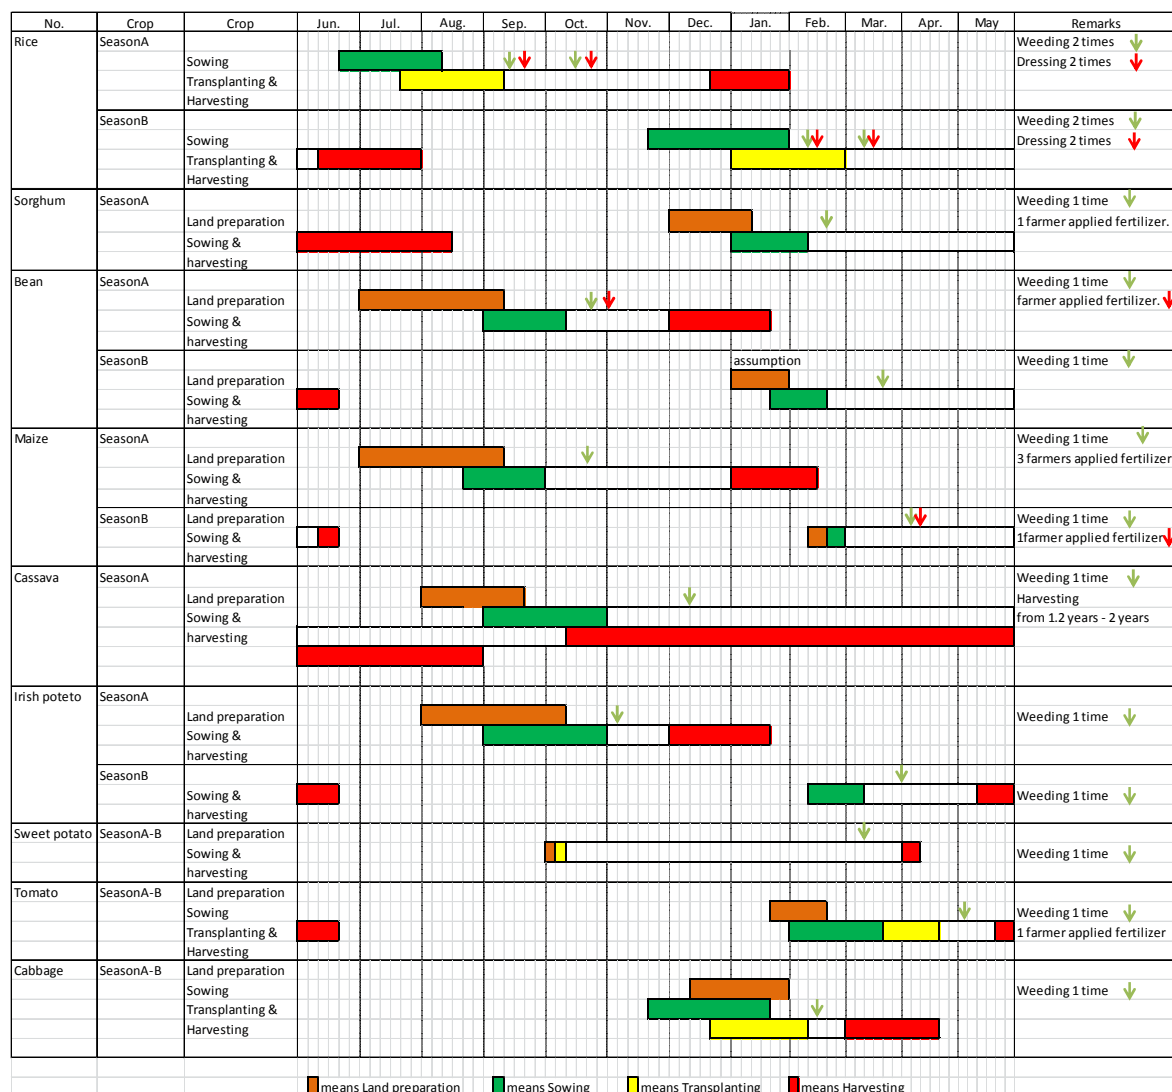 No. Crop Crop Jun. Jul. Aug. Sep. Oct. Nov. Dec. Jan. Feb. Mar. Apr. May Remarks
Rice SeasonA Weeding 2 times
Sowing Dressing 2 times
Transplanting &
Harvesting
SeasonB Weeding 2 times
Sowing Dressing 2 times
Transplanting &
Harvesting
Sorghum SeasonA Weeding 1 time
Land preparation 1 farmer applied fertilizer.
Sowing &
harvesting
Bean SeasonA Weeding 1 time
Land preparation farmer applied fertilizer.
Sowing &
harvesting
SeasonB assumption Weeding 1 time
Land preparation
Sowing &
harvesting
Maize SeasonA Weeding 1 time
Land preparation 3 farmers applied fertilizer
Sowing &
harvesting
SeasonB Land preparation Weeding 1 time
Sowing & 1farmer applied fertilizer
harvesting
Cassava SeasonA Weeding 1 time
Land preparation Harvesting
Sowing & from 1.2 years - 2 years
harvesting
Irish poteto SeasonA
Land preparation Weeding 1 time
Sowing &
harvesting
SeasonB
Sowing & Weeding 1 time
harvesting
Sweet potato SeasonA-B Land preparation
Sowing & Weeding 1 time
harvesting
Tomato SeasonA-B Land preparation
Sowing Weeding 1 time
Transplanting & 1 farmer applied fertilizer
Harvesting
Cabbage SeasonA-B Land preparation
Sowing Weeding 1 time
Transplanting &
Harvesting
means Land preparation means Sowing means Transplanting means Harvesting